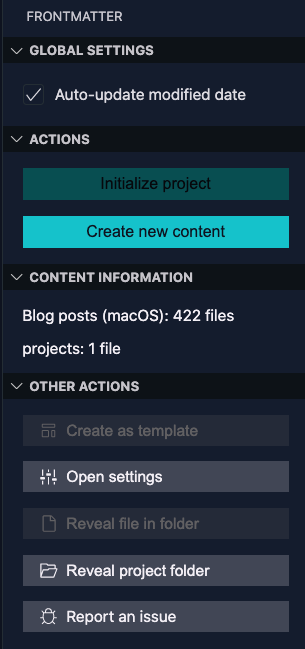 FRONTMATTER
GLOBAL SETTINGS
Auto-update modified date
ACTIONS
Initialize project
Create new content
CONTENT INFORMATION
Blog posts (macOS): 422 files
projects: 1 file
OTHER ACTIONS
Create as template
Open settings
Reveal file in folder
Reveal project folder
Report an issue